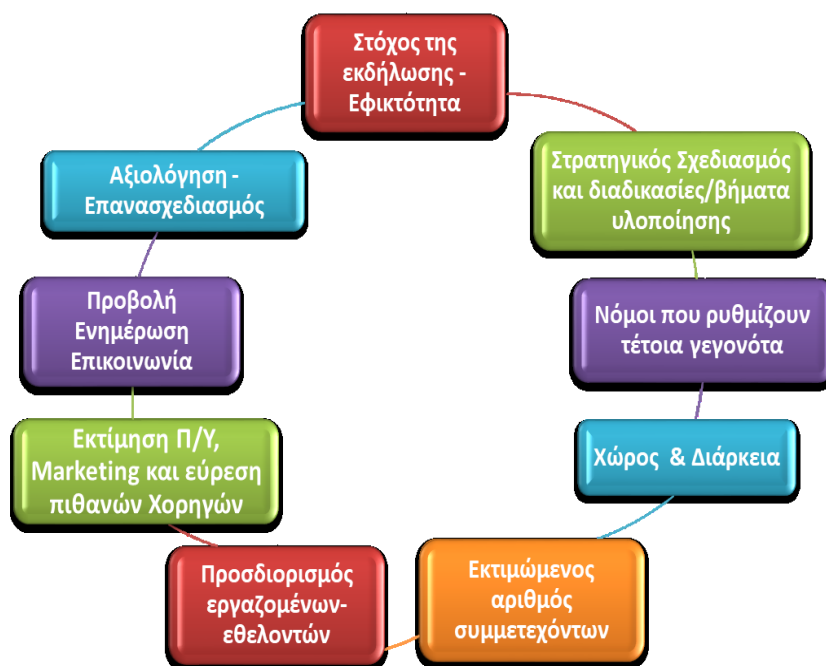 Στόχος της
εκδήλωσης -
Εφικτότητα
Στρατηγικός Σχεδιασμός
και διαδικασίες/βήματα
υλοποίησης
Νόμοι που ρυθμίζουν
τέτοια γεγονότα
Χώρος & Διάρκεια
Εκτιμώμενος
αριθμός
συμμετεχόντων
Προσδιορισμός
εργαζομένων-
εθελοντών
Εκτίμηση Π/Υ,
Marketing και εύρεση
πιθανών Χορηγών
Προβολή
Ενημέρωση
Επικοινωνία
Αξιολόγηση -
Επανασχεδιασμός